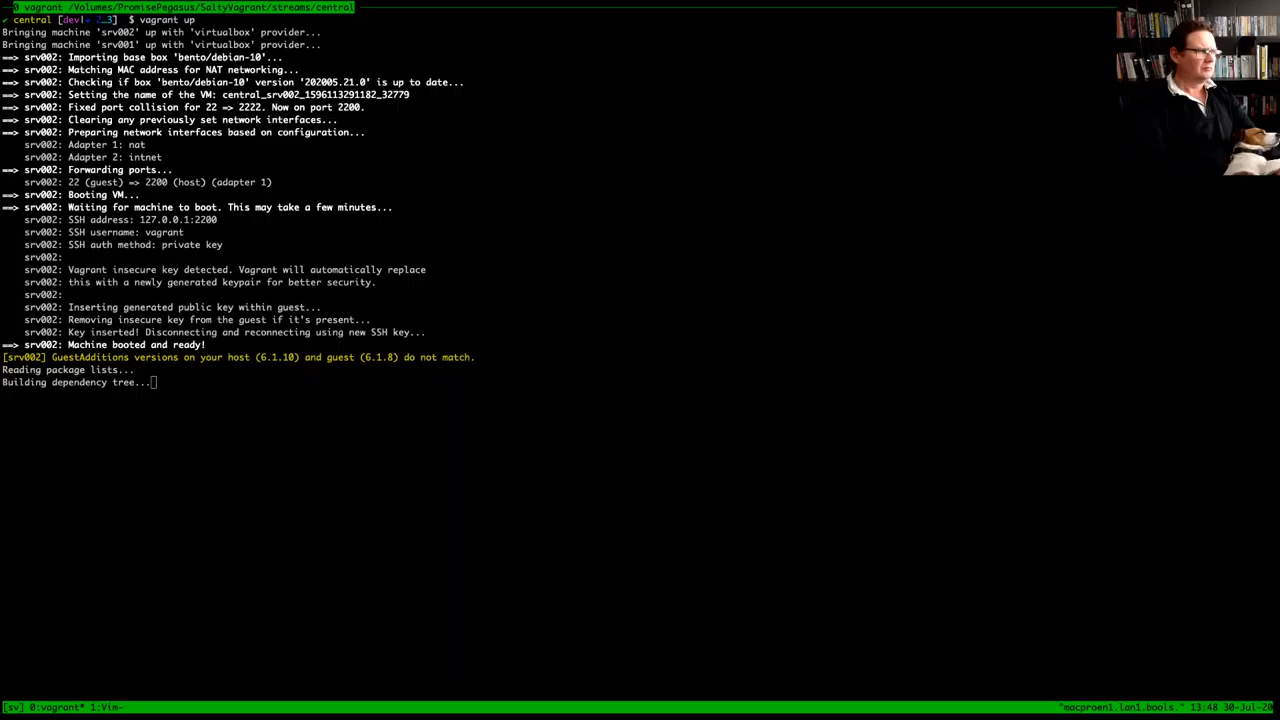 0 vagrant /Volumes/PromisePegasus/SaltyVagrant/streams/central
✔ central [dev|+ 2…3]  $ vagrant up
Bringing machine 'srv002' up with 'virtualbox' provider...
Bringing machine 'srv001' up with 'virtualbox' provider...
==> srv002: Importing base box 'bento/debian-10'...
==> srv002: Matching MAC address for NAT networking...
==> srv002: Checking if box 'bento/debian-10' version '202005.21.0' is up to date...
==> srv002: Setting the name of the VM: central_srv002_1596113291182_32779
==> srv002: Fixed port collision for 22 => 2222. Now on port 2200.
==> srv002: Clearing any previously set network interfaces...
==> srv002: Preparing network interfaces based on configuration...
srv002: Adapter 1: nat
srv002: Adapter 2: intnet
==> srv002: Forwarding ports...
srv002: 22 (guest) => 2200 (host) (adapter 1)
==> srv002: Booting VM...
==> srv002: Waiting for machine to boot. This may take a few minutes...
srv002: SSH address: 127.0.0.1:2200
srv002: SSH username: vagrant
srv002: SSH auth method: private key
srv002:
srv002: Vagrant insecure key detected. Vagrant will automatically replace
srv002: this with a newly generated keypair for better security.
srv002:
srv002: Inserting generated public key within guest...
srv002: Removing insecure key from the guest if it's present...
srv002: Key inserted! Disconnecting and reconnecting using new SSH key...
==> srv002: Machine booted and ready!
[srv002] GuestAdditions versions on your host (6.1.10) and guest (6.1.8) do not match.
Reading package lists...
Building dependency tree...
[sv] 0:vagrant* 1:Vim- "macproen1.lan1.bools." 13:48 30-Jul-20